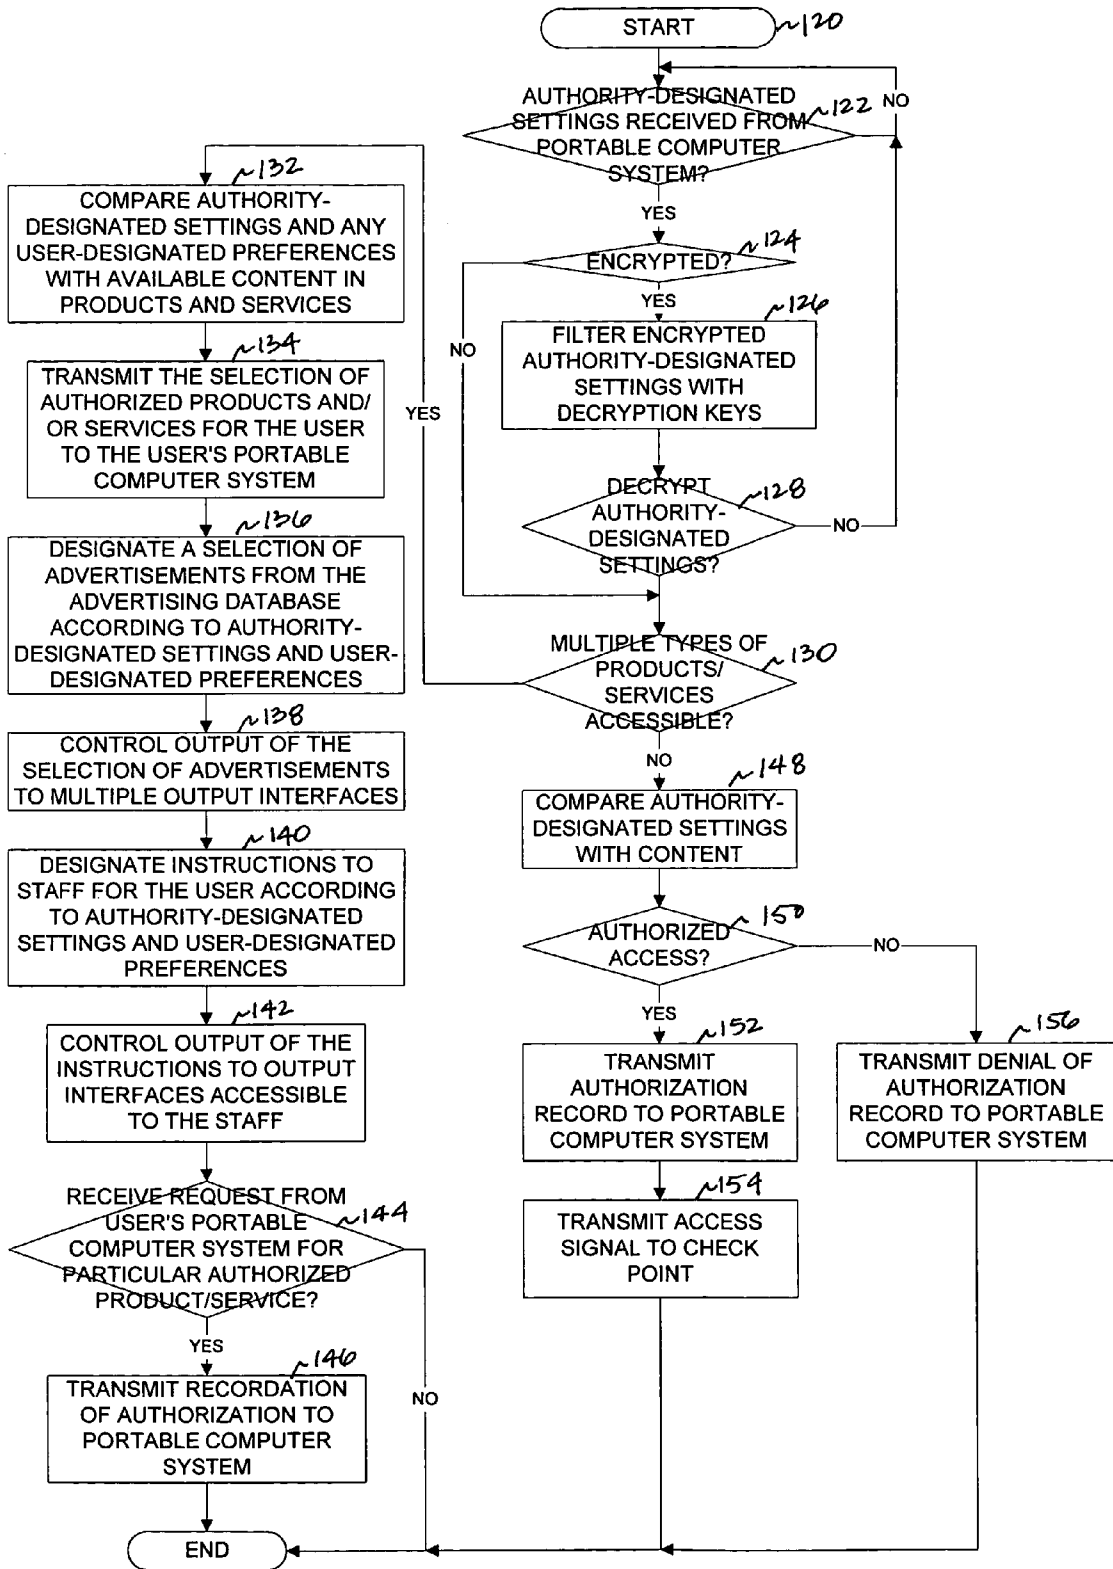 START
~120
AUTHORITY-DESIGNATED
SETTINGS RECEIVED FROM
PORTABLE COMPUTER
SYSTEM?
~122
NO
YES
ENCRYPTED?
~124
YES
NO
FILTER ENCRYPTED
AUTHORITY-DESIGNATED
SETTINGS WITH
DECRYPTION KEYS
~126
DECRYPT
AUTHORITY-
DESIGNATED
SETTINGS?
~128
NO
MULTIPLE TYPES OF
PRODUCTS/
SERVICES
ACCESSIBLE?
~130
YES
NO
~132
COMPARE AUTHORITY-
DESIGNATED SETTINGS AND ANY
USER-DESIGNATED PREFERENCES
WITH AVAILABLE CONTENT IN
PRODUCTS AND SERVICES
~134
TRANSMIT THE SELECTION OF
AUTHORIZED PRODUCTS AND/
OR SERVICES FOR THE USER
TO THE USER'S PORTABLE
COMPUTER SYSTEM
~136
DESIGNATE A SELECTION OF
ADVERTISEMENTS FROM THE
ADVERTISING DATABASE
ACCORDING TO AUTHORITY-
DESIGNATED SETTINGS AND USER-
DESIGNATED PREFERENCES
~138
CONTROL OUTPUT OF THE
SELECTION OF ADVERTISEMENTS
TO MULTIPLE OUTPUT INTERFACES
~140
DESIGNATE INSTRUCTIONS TO
STAFF FOR THE USER ACCORDING
TO AUTHORITY-DESIGNATED
SETTINGS AND USER-DESIGNATED
PREFERENCES
~142
CONTROL OUTPUT OF THE
INSTRUCTIONS TO OUTPUT
INTERFACES ACCESSIBLE
TO THE STAFF
RECEIVE REQUEST FROM
USER'S PORTABLE
COMPUTER SYSTEM FOR
PARTICULAR AUTHORIZED
PRODUCT/SERVICE?
~144
YES
NO
~146
TRANSMIT RECORDATION
OF AUTHORIZATION TO
PORTABLE COMPUTER
SYSTEM
~148
COMPARE AUTHORITY-
DESIGNATED SETTINGS
WITH CONTENT
~150
AUTHORIZED
ACCESS?
NO
YES
~152
TRANSMIT
AUTHORIZATION
RECORD TO PORTABLE
COMPUTER SYSTEM
~156
TRANSMIT DENIAL OF
AUTHORIZATION
RECORD TO PORTABLE
COMPUTER SYSTEM
~154
TRANSMIT ACCESS
SIGNAL TO CHECK
POINT
END